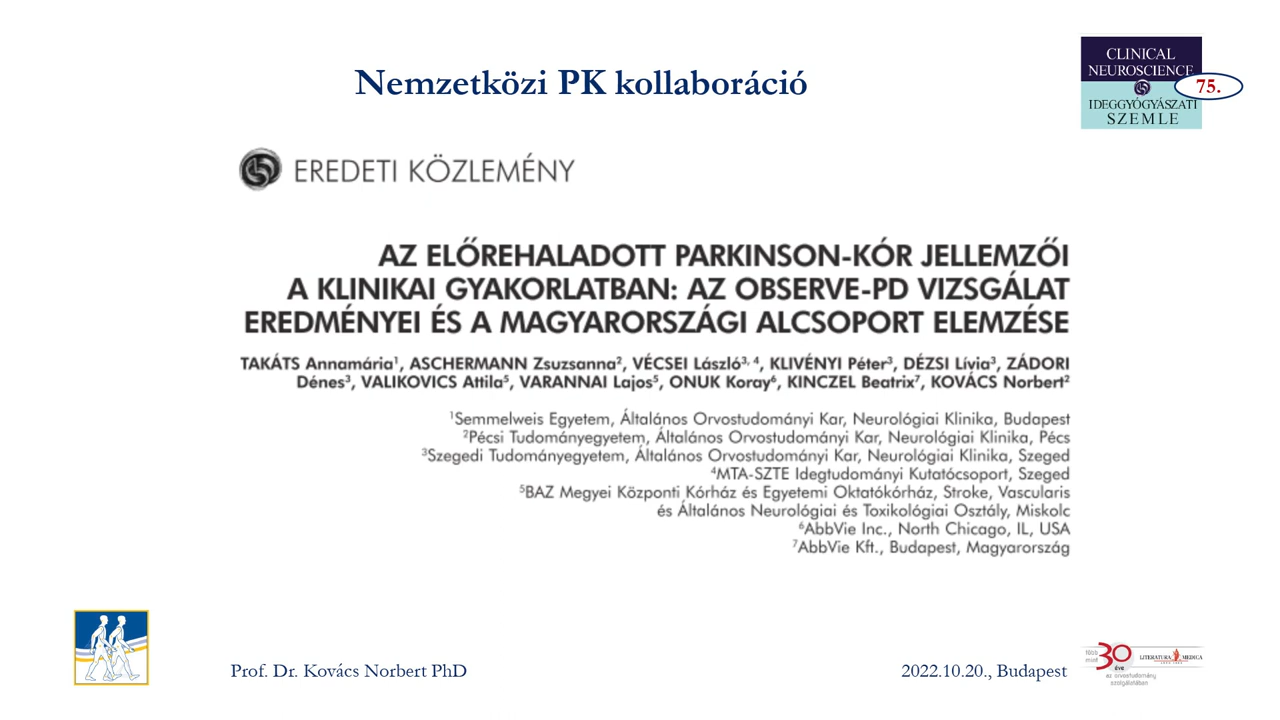 Nemzetközi PK kollaboráció
CLINICAL
NEUROSCIENCE
75.
IDEGGYÓGYÁSZATI
SZEMLE
EREDETI KÖZLEMÉNY
AZ ELŐREHALADOTT PARKINSON-KÓR JELLEMZŐI
A KLINIKAI GYAKORLATBAN: AZ OBSERVE-PD VIZSGÁLAT
EREDMÉNYEI ÉS A MAGYARORSZÁGI ALCSOPORT ELEMZÉSE
TAKÁTS Annamária¹, ASCHERMANN Zsuzsanna², VÉCSEI László³, ⁴, KLIVÉNYI Péter³, DÉZSI Lívia³, ZÁDORI
Dénes³, VALIKOVICS Attila⁵, VARANNAI Lajos⁵, ONUK Koray⁶, KINCZEL Beatrix⁷, KOVÁCS Norbert²
¹Semmelweis Egyetem, Általános Orvostudományi Kar, Neurológiai Klinika, Budapest
²Pécsi Tudományegyetem, Általános Orvostudományi Kar, Neurológiai Klinika, Pécs
³Szegedi Tudományegyetem, Általános Orvostudományi Kar, Neurológiai Klinika, Szeged
⁴MTA-SZTE Idegtudományi Kutatócsoport, Szeged
⁵BAZ Megyei Központi Kórház és Egyetemi Oktatókórház, Stroke, Vascularis
és Általános Neurológiai és Toxikológiai Osztály, Miskolc
⁶AbbVie Inc., North Chicago, IL, USA
⁷AbbVie Kft., Budapest, Magyarország
Prof. Dr. Kovács Norbert PhD
2022.10.20., Budapest
több
mint
30
ÉVE
az orvostudomány
szolgálatában
LITERATURA MEDICA